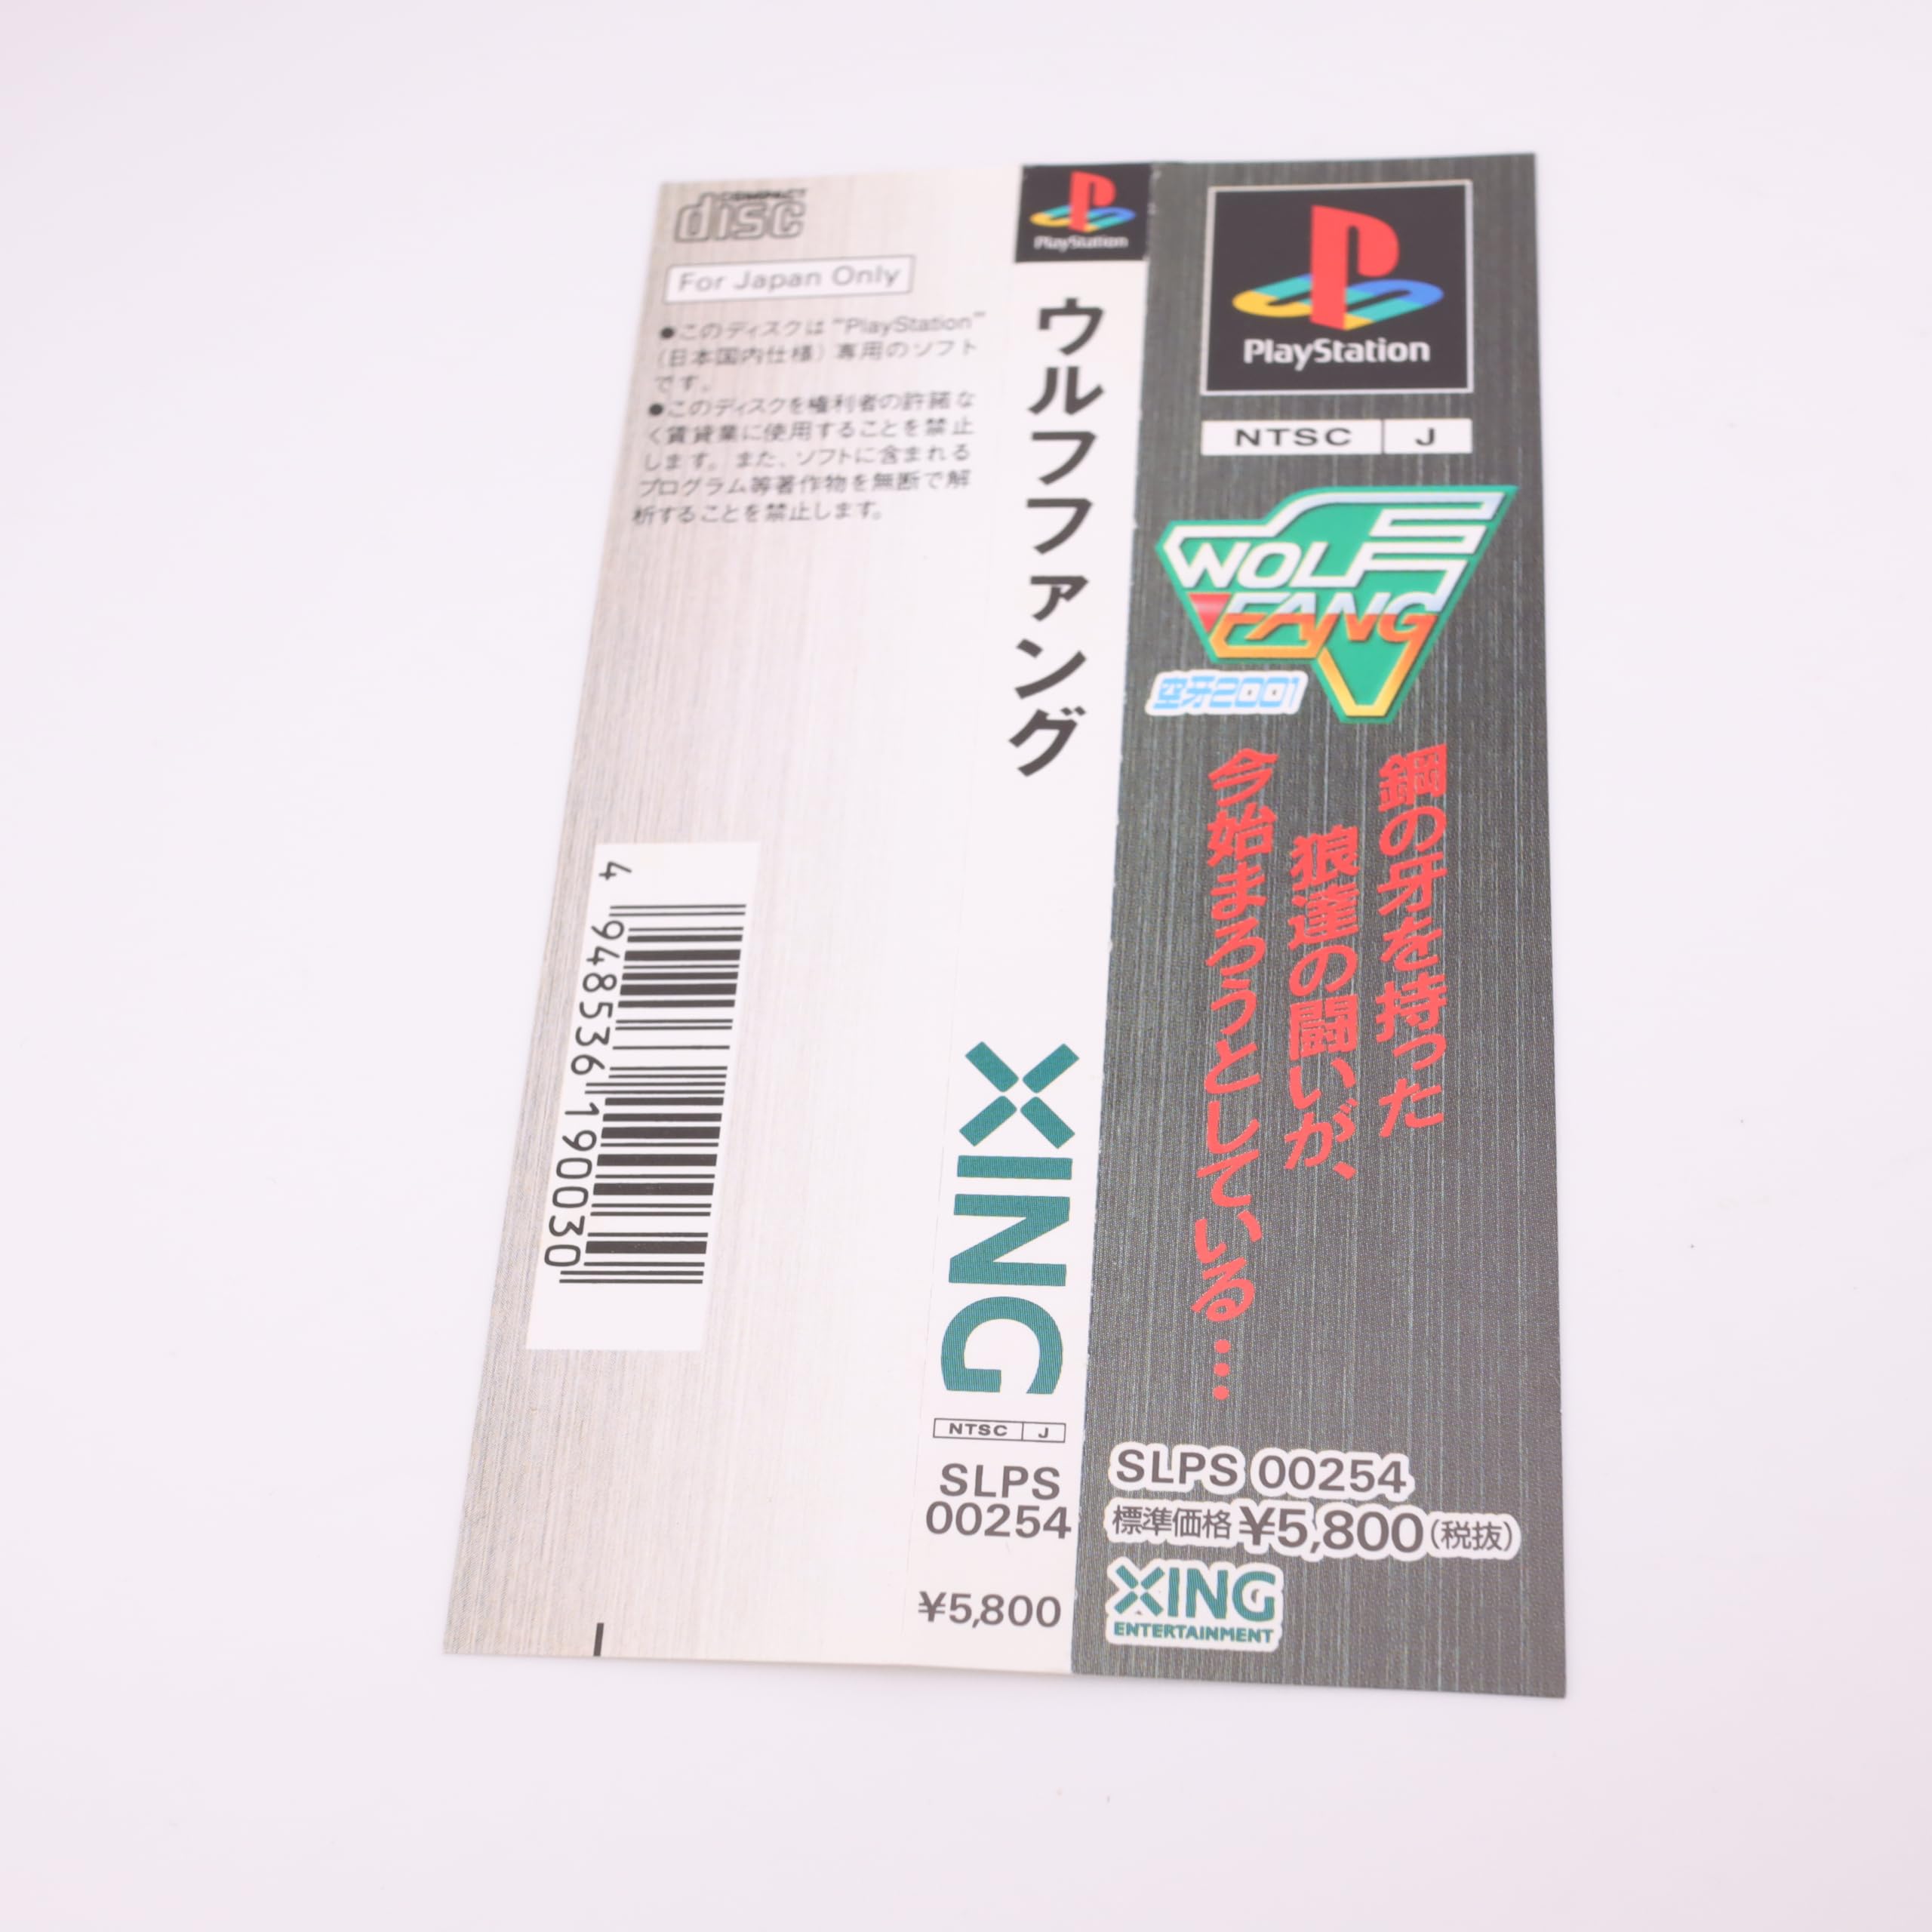 COMPACT
disc
For Japan Only
●このディスクは“PlayStation”
(日本国内仕様)専用のソフト
です。
●このディスクを権利者の許諾な
く賃貸業に使用することを禁止
します。また、ソフトに含まれる
プログラム等著作物を無断で解
析することを禁止します。
4 948536 190030
PlayStation
ウルフファング
XING
NTSC J
SLPS
00254
¥5,800
PlayStation
NTSC J
WOLF
FANG
空牙2001
鋼の牙を持った
狼達の闘いが、
今始まろうとしている…
SLPS 00254
標準価格¥5,800(税抜)
XING
ENTERTAINMENT